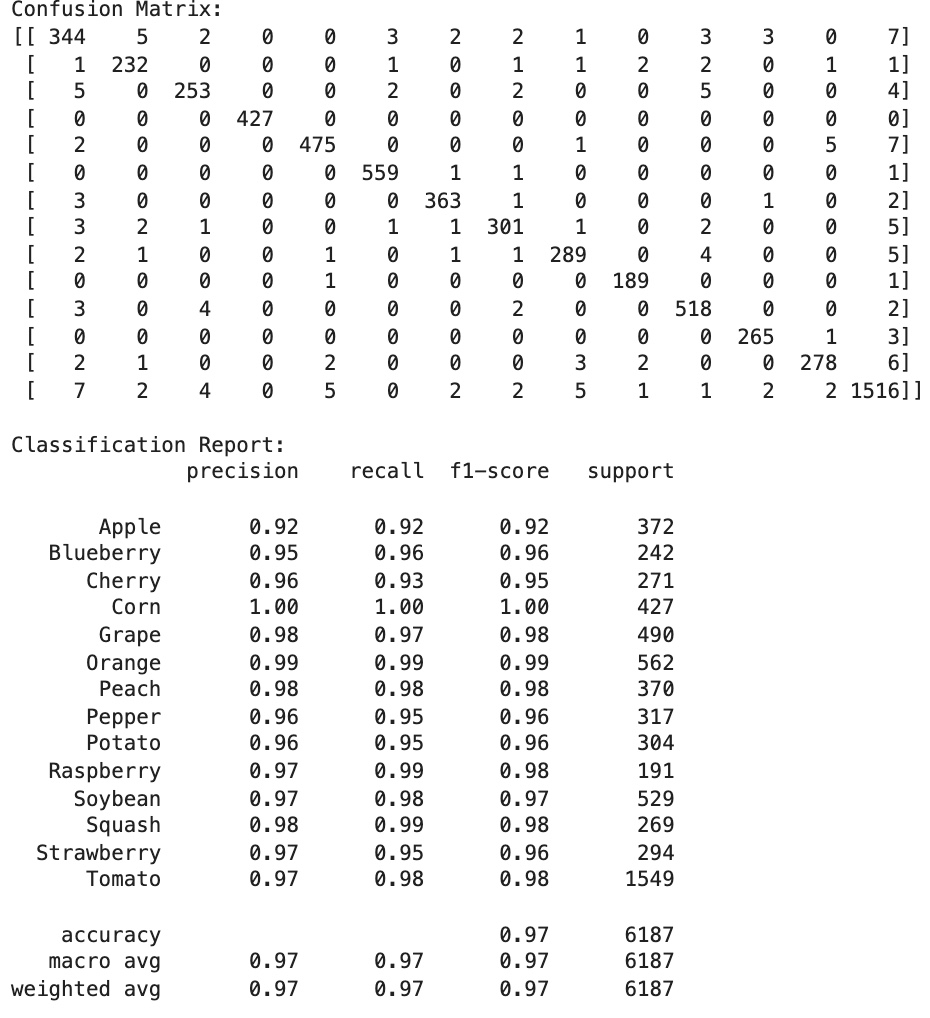 Confusion Matrix:
[[ 344 5 2 0 0 3 2 2 1 0 3 3 0 7]
[ 1 232 0 0 0 1 0 1 1 2 2 0 1 1]
[ 5 0 253 0 0 2 0 2 0 0 5 0 0 4]
[ 0 0 0 427 0 0 0 0 0 0 0 0 0 0]
[ 2 0 0 0 475 0 0 0 1 0 0 0 5 7]
[ 0 0 0 0 0 559 1 1 0 0 0 0 0 1]
[ 3 0 0 0 0 0 363 1 0 0 0 1 0 2]
[ 3 2 1 0 0 1 1 301 1 0 2 0 0 5]
[ 2 1 0 0 1 0 1 1 289 0 4 0 0 5]
[ 0 0 0 0 1 0 0 0 0 189 0 0 0 1]
[ 3 0 4 0 0 0 0 2 0 0 518 0 0 2]
[ 0 0 0 0 0 0 0 0 0 0 0 265 1 3]
[ 2 1 0 0 2 0 0 0 3 2 0 0 278 6]
[ 7 2 4 0 5 0 2 2 5 1 1 2 2 1516]]
Classification Report:
precision recall f1-score support
Apple 0.92 0.92 0.92 372
Blueberry 0.95 0.96 0.96 242
Cherry 0.96 0.93 0.95 271
Corn 1.00 1.00 1.00 427
Grape 0.98 0.97 0.98 490
Orange 0.99 0.99 0.99 562
Peach 0.98 0.98 0.98 370
Pepper 0.96 0.95 0.96 317
Potato 0.96 0.95 0.96 304
Raspberry 0.97 0.99 0.98 191
Soybean 0.97 0.98 0.97 529
Squash 0.98 0.99 0.98 269
Strawberry 0.97 0.95 0.96 294
Tomato 0.97 0.98 0.98 1549
accuracy 0.97 6187
macro avg 0.97 0.97 0.97 6187
weighted avg 0.97 0.97 0.97 6187